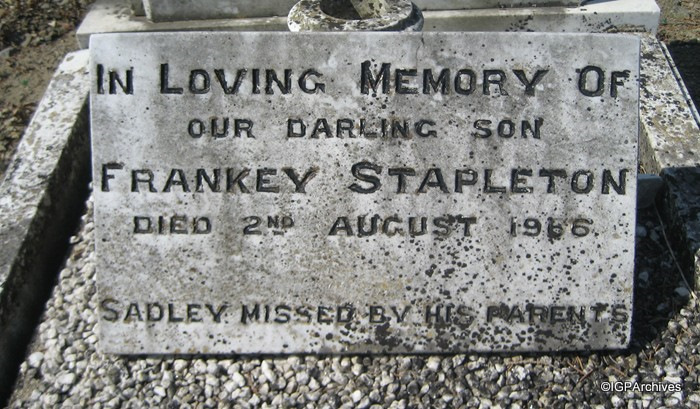 IN LOVING MEMORY OF
OUR DARLING SON
FRANKEY STAPLETON
DIED 2ND AUGUST 1966.
SADLEY MISSED BY HIS PARENTS
©IGPArchives